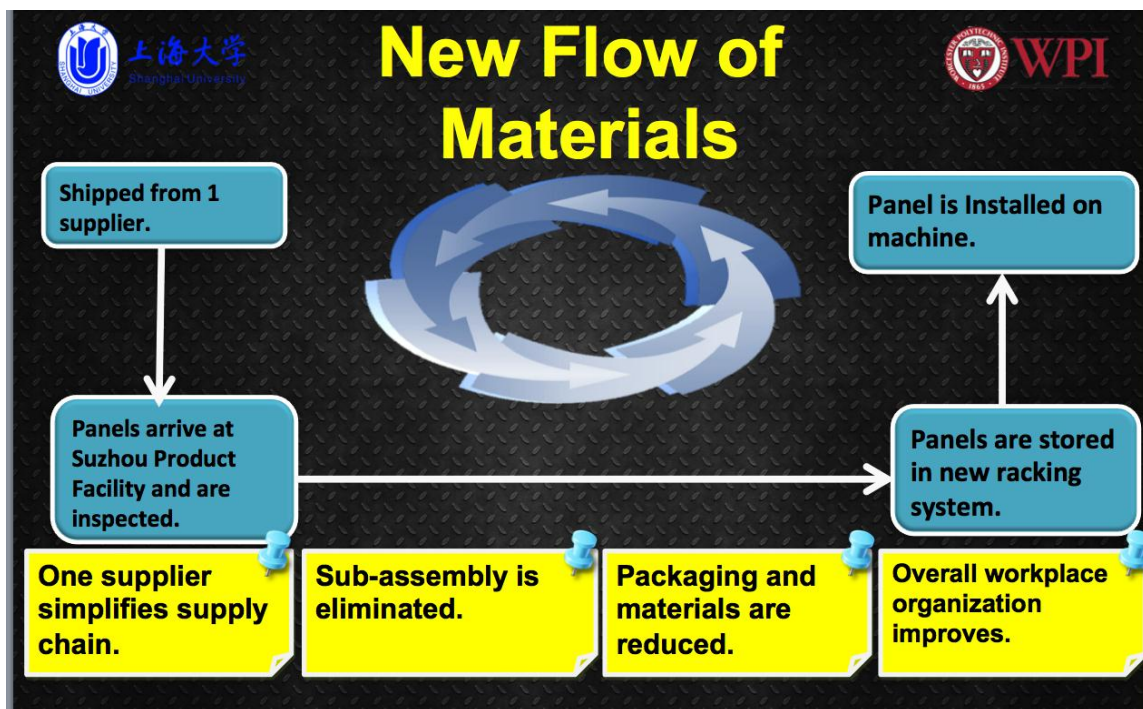 上海大学
Shanghai University
New Flow of
Materials
WPI
Shipped from 1
supplier.
Panel is Installed on
machine.
Panels arrive at
Suzhou Product
Facility and are
inspected.
Panels are stored
in new racking
system.
One supplier
simplifies supply
chain.
Sub-assembly is
eliminated.
Packaging and
materials are
reduced.
Overall workplace
organization
improves.